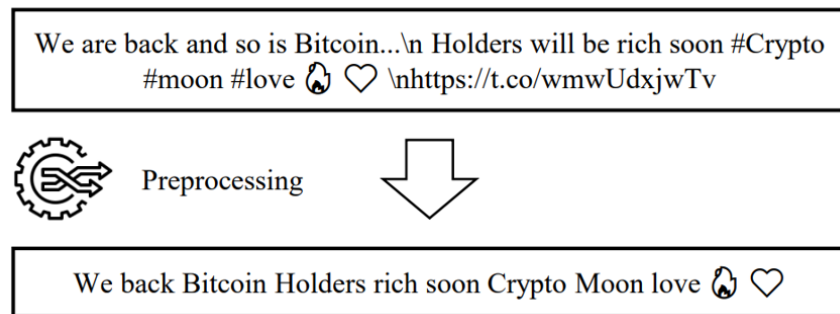 We are back and so is Bitcoin...\n Holders will be rich soon #Crypto
#moon #love 🔥 ♡ \nhttps://t.co/wmwUdxjwTv
Preprocessing
We back Bitcoin Holders rich soon Crypto Moon love 🔥 ♡